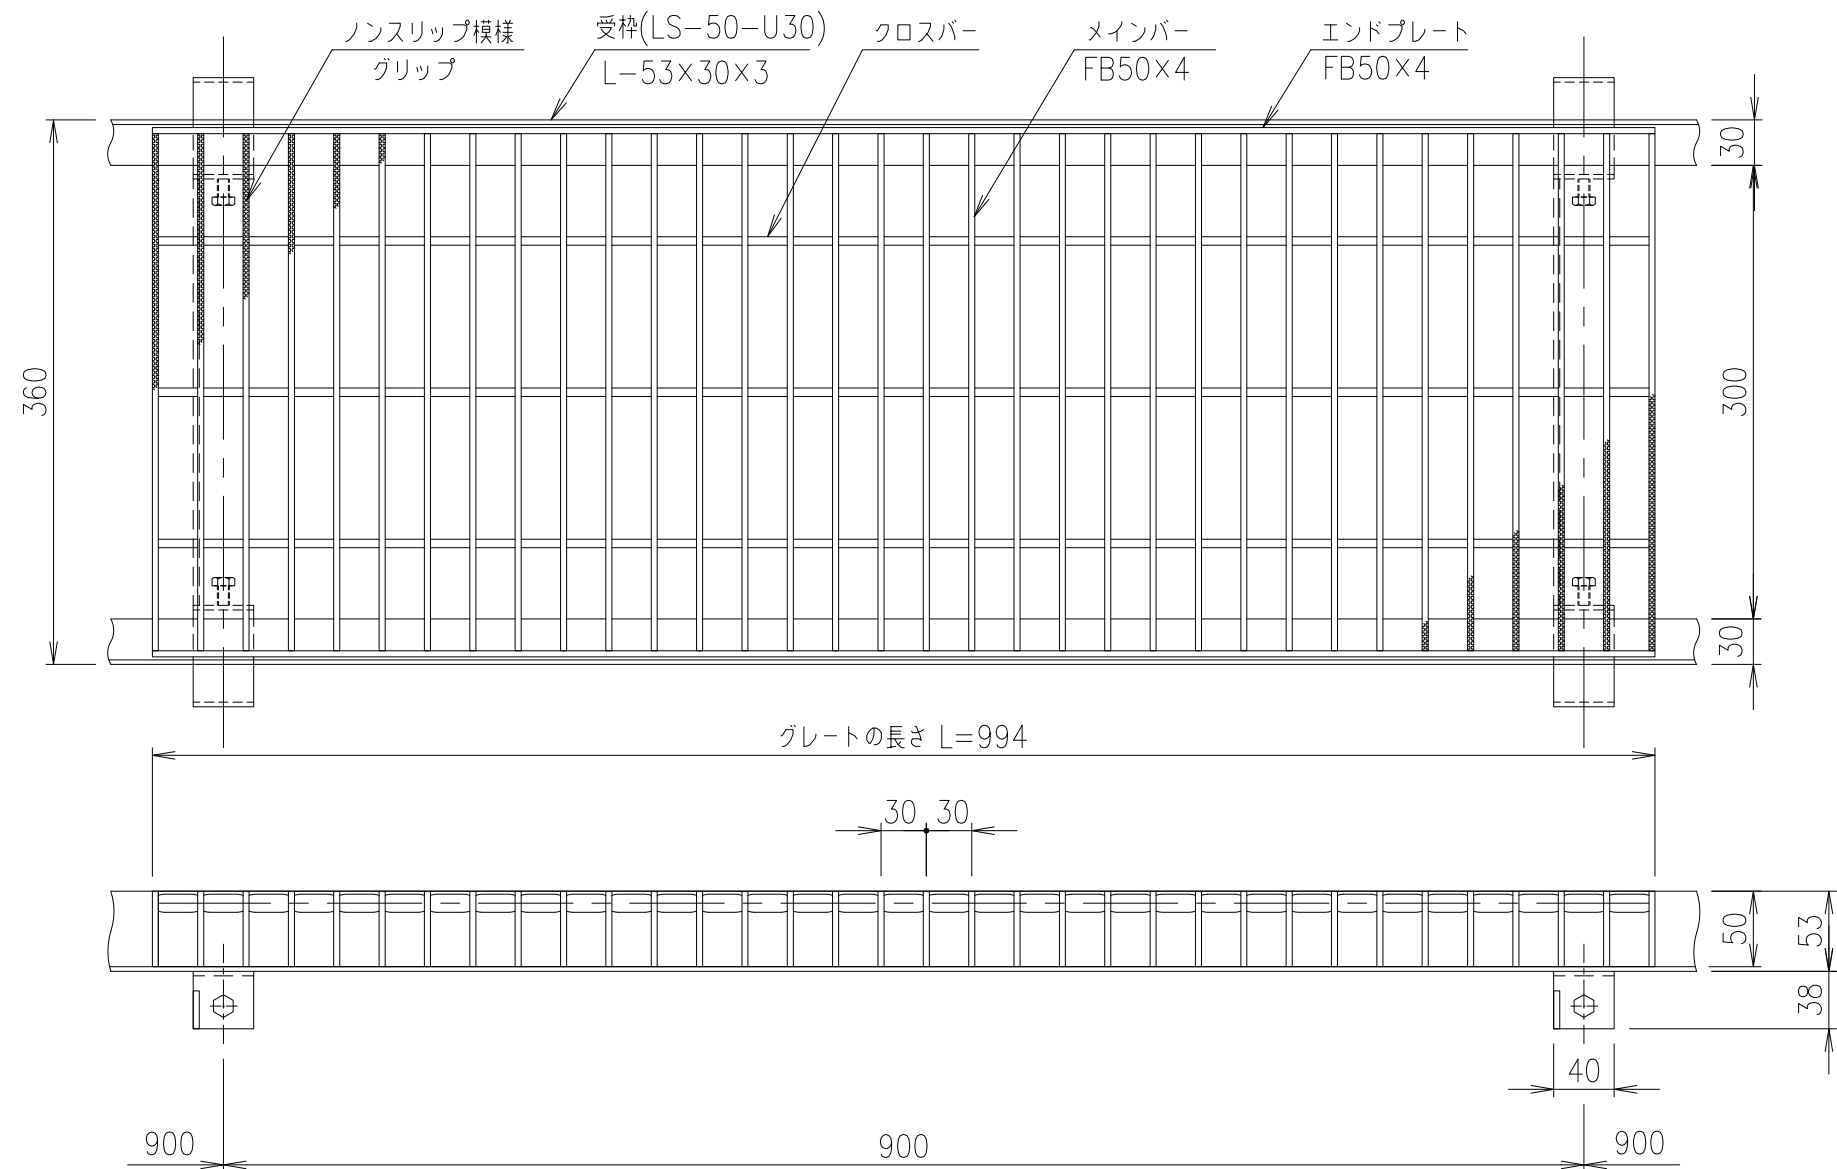 ノンスリップ模様
グリップ
受枠(LS-50-U30)
L-53×30×3
クロスバー
メインバー
FB50×4
エンドプレート
FB50×4
30
360
300
30
グレートの長さ L=994
30 30
50
53
38
40
900
900
900